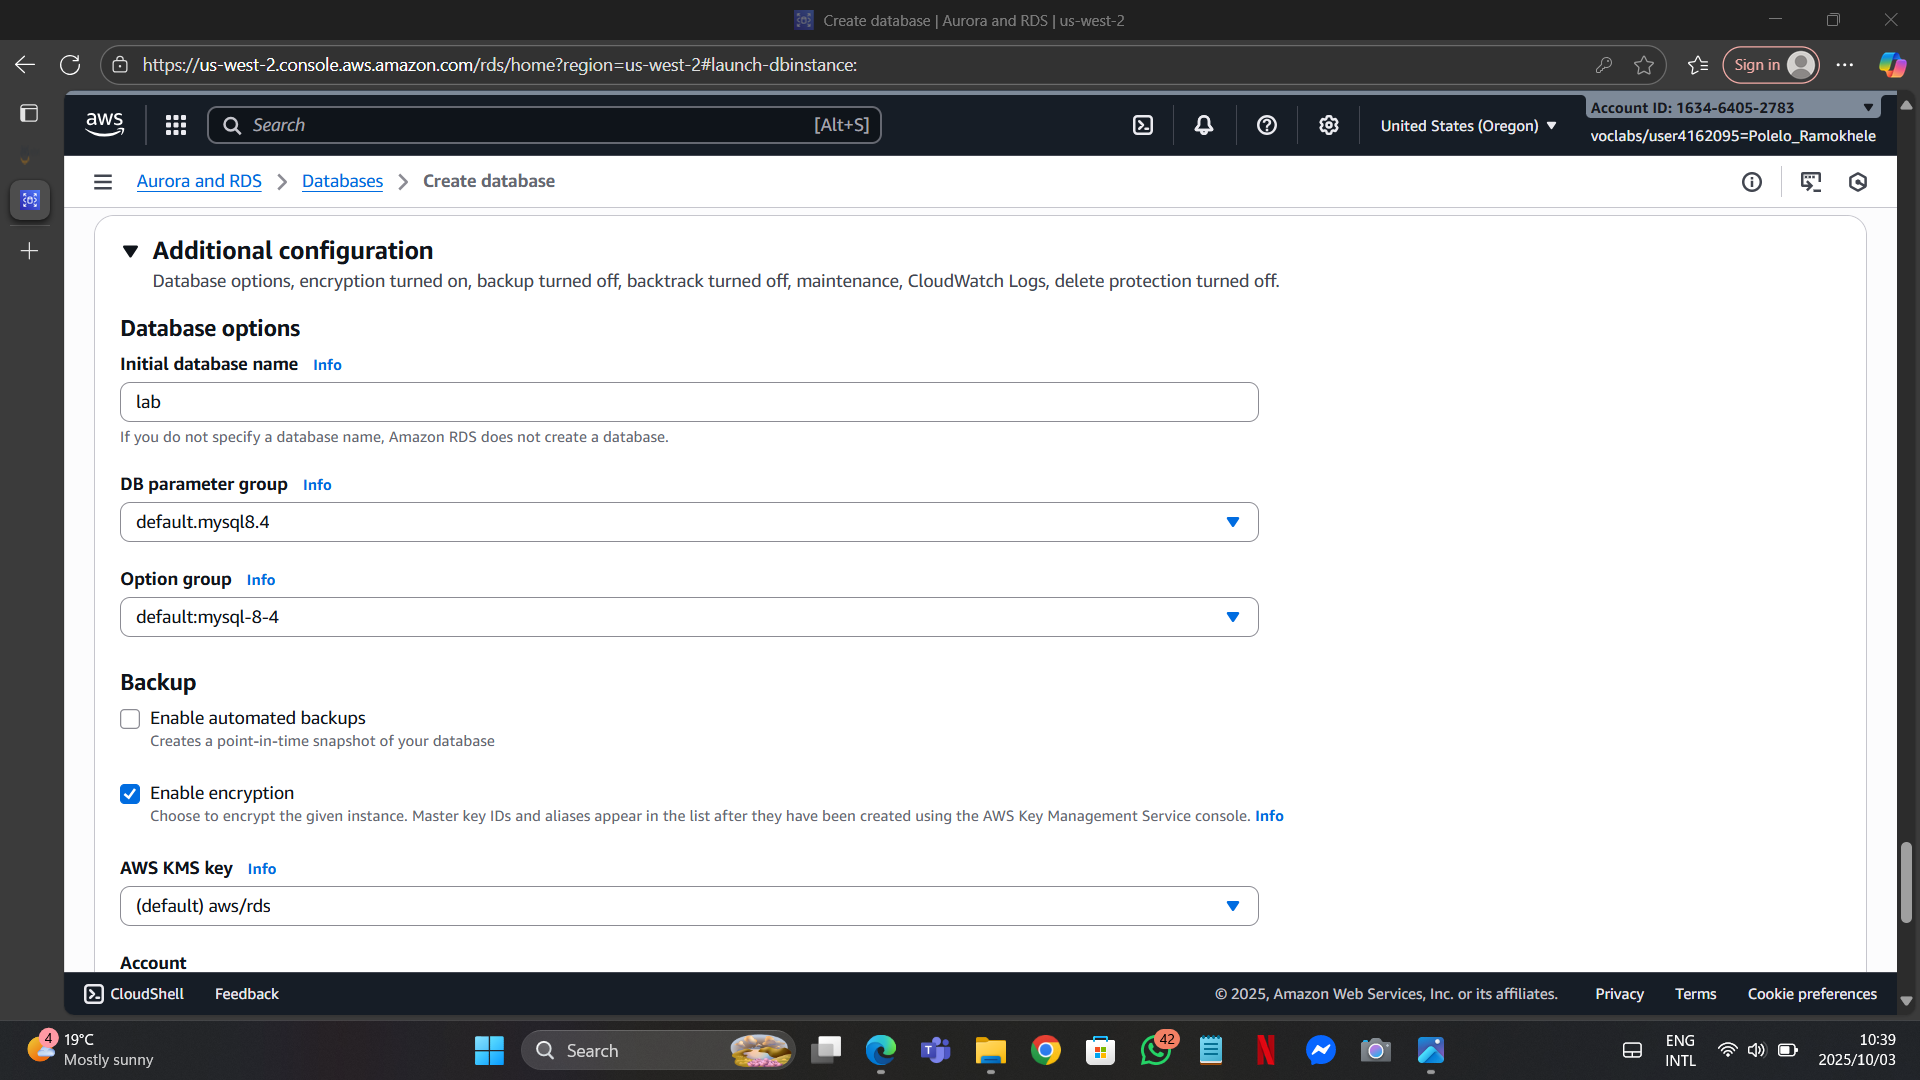 Create database | Aurora and RDS | us-west-2
https://us-west-2.console.aws.amazon.com/rds/home?region=us-west-2#launch-dbinstance:
Sign in
aws
Search
[Alt+S]
United States (Oregon)
Account ID: 1634-6405-2783
voclabs/user4162095=Polelo_Ramokhele
Aurora and RDS
Databases
Create database
Additional configuration
Database options, encryption turned on, backup turned off, backtrack turned off, maintenance, CloudWatch Logs, delete protection turned off.
Database options
Initial database name Info
lab
If you do not specify a database name, Amazon RDS does not create a database.
DB parameter group Info
default.mysql8.4
Option group Info
default:mysql-8-4
Backup
Enable automated backups
Creates a point-in-time snapshot of your database
Enable encryption
Choose to encrypt the given instance. Master key IDs and aliases appear in the list after they have been created using the AWS Key Management Service console. Info
AWS KMS key Info
(default) aws/rds
Account
CloudShell
Feedback
© 2025, Amazon Web Services, Inc. or its affiliates.
Privacy
Terms
Cookie preferences
4
19°C
Mostly sunny
Search
42
ENG
INTL
10:39
2025/10/03